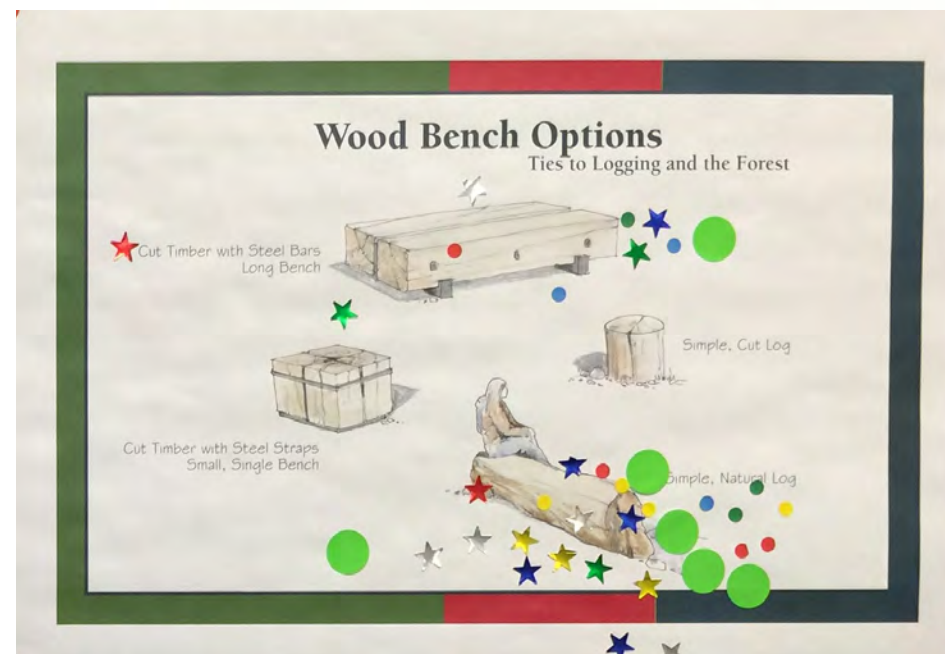 Wood Bench Options
Ties to Logging and the Forest
Cut Timber with Steel Bars
Long Bench
Simple, Cut Log
Cut Timber with Steel Straps
Small, Single Bench
Simple, Natural Log